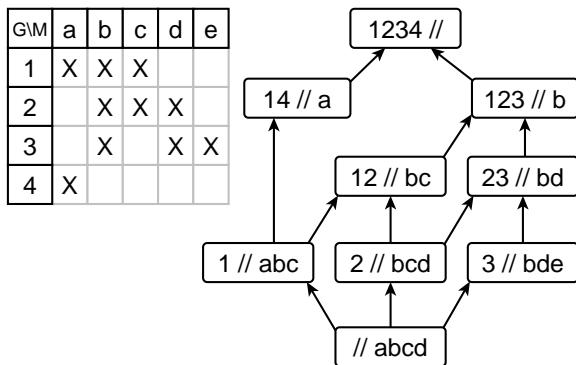 G\M a b c d e
1 X X X
2 X X X
3 X X X
4 X
1234 //
14 // a
123 // b
12 // bc
23 // bd
1 // abc
2 // bcd
3 // bde
// abcd